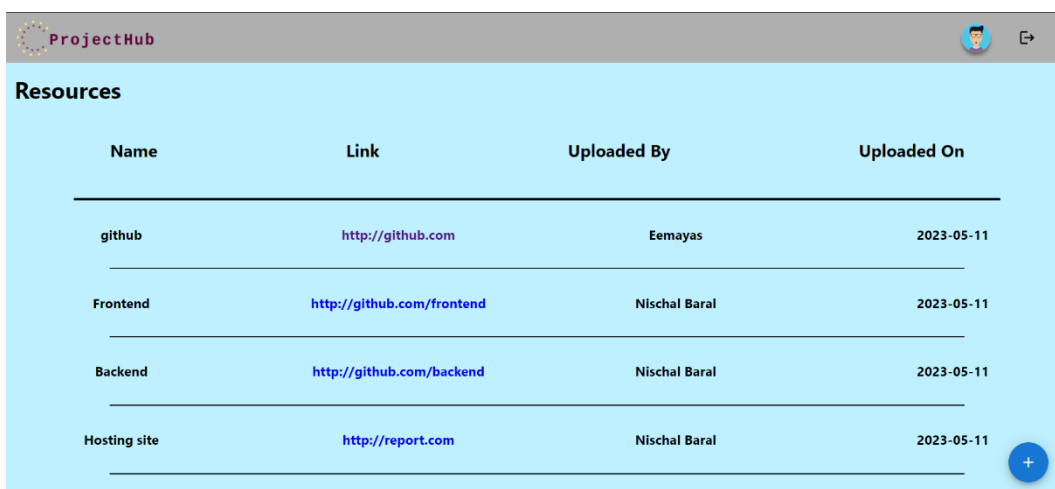 ProjectHub
Resources
Name Link Uploaded By Uploaded On
github http://github.com Eemayas 2023-05-11
Frontend http://github.com/frontend Nischal Baral 2023-05-11
Backend http://github.com/backend Nischal Baral 2023-05-11
Hosting site http://report.com Nischal Baral 2023-05-11
+